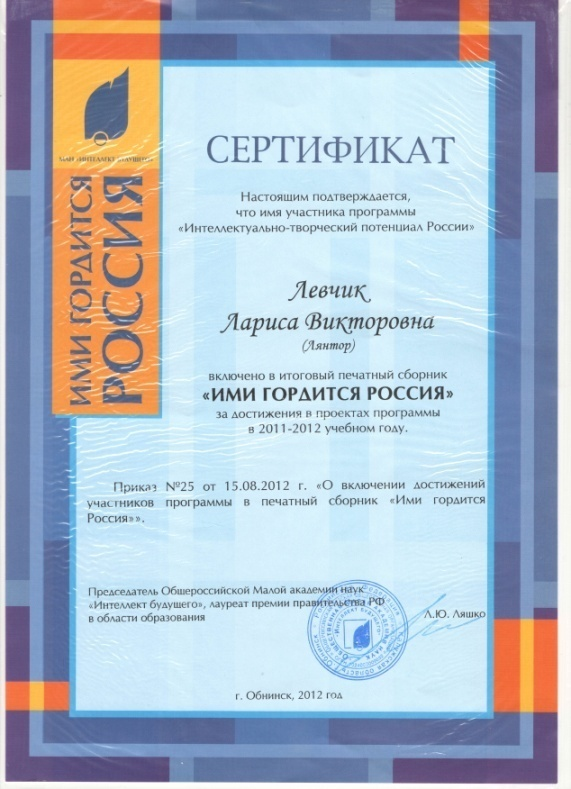 МАН «ИНТЕЛЛЕКТ БУДУЩЕГО»
ИМИ ГОРДИТСЯ
РОССИЯ
СЕРТИФИКАТ
Настоящим подтверждается,
что имя участника программы
«Интеллектуально-творческий потенциал России»
Левчик
Лариса Викторовна
(Лянтор)
включено в итоговый печатный сборник
«ИМИ ГОРДИТСЯ РОССИЯ»
за достижения в проектах программы
в 2011-2012 учебном году.
Приказ №25 от 15.08.2012 г. «О включении достижений
участников программы в печатный сборник «Ими гордится
Россия»».
Председатель Общероссийской Малой академии наук
«Интеллект будущего», лауреат премии правительства РФ
в области образования
Л.Ю. Ляшко
г. Обнинск, 2012 год